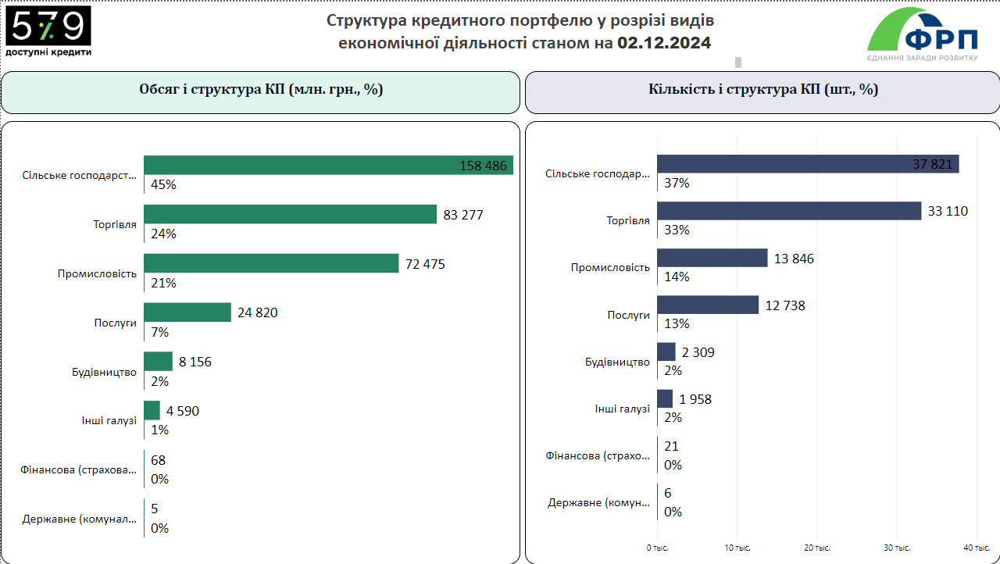 5%7%9
доступні кредити
Структура кредитного портфелю у розрізі видів
економічної діяльності станом на 02.12.2024
ФРП
ЄДНАННЯ ЗАРАДИ РОЗВИТКУ
Обсяг і структура КП (млн. грн., %)
Сільське господарст...
158 486
45%
Торгівля
83 277
24%
Промисловість
72 475
21%
Послуги
24 820
7%
Будівництво
8 156
2%
Інші галузі
4 590
1%
Фінансова (страхова...
68
0%
Державне (комунал...
5
0%
Кількість і структура КП (шт., %)
Сільське господар...
37 821
37%
Торгівля
33 110
33%
Промисловість
13 846
14%
Послуги
12 738
13%
Будівництво
2 309
2%
Інші галузі
1 958
2%
Фінансова (страхо...
21
0%
Державне (комун...
6
0%
0 тис. 10 тис. 20 тис. 30 тис. 40 тис.